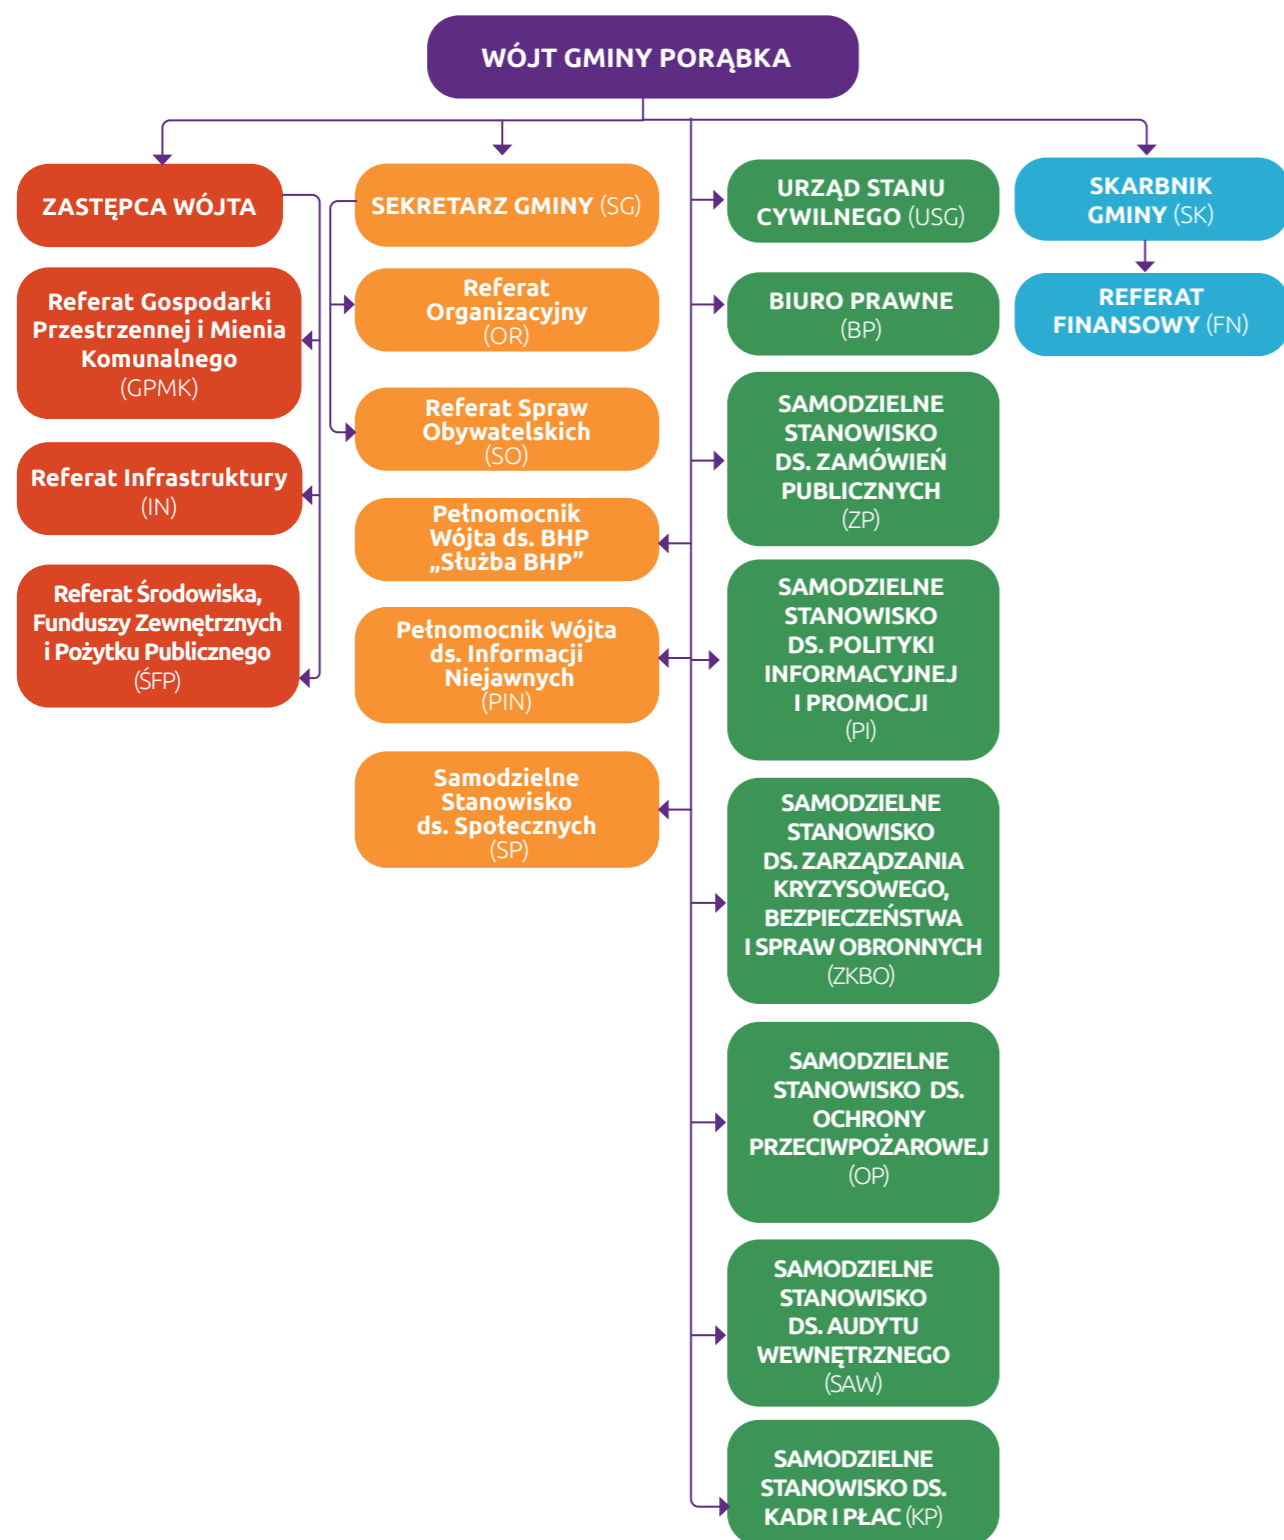 WÓJT GMINY PORĄBKA
ZASTĘPCA WÓJTA
Referat Gospodarki
Przestrzennej i Mienia
Komunalnego
(GPMK)
Referat Infrastruktury
(IN)
Referat Środowiska,
Funduszy Zewnętrznych
i Pożytku Publicznego
(ŚFP)
SEKRETARZ GMINY (SG)
Referat
Organizacyjny
(OR)
Referat Spraw
Obywatelskich
(SO)
Pełnomocnik
Wójta ds. BHP
„Służba BHP”
Pełnomocnik Wójta
ds. Informacji
Niejawnych
(PIN)
Samodzielne
Stanowisko
ds. Społecznych
(SP)
URZĄD STANU
CYWILNEGO (USG)
BIURO PRAWNE
(BP)
SAMODZIELNE
STANOWISKO
DS. ZAMÓWIEŃ
PUBLICZNYCH
(ZP)
SAMODZIELNE
STANOWISKO
DS. POLITYKI
INFORMACYJNEJ
I PROMOCJI
(PI)
SAMODZIELNE
STANOWISKO
DS. ZARZĄDZANIA
KRYZYSOWEGO,
BEZPIECZEŃSTWA
I SPRAW OBRONNYCH
(ZKBO)
SAMODZIELNE
STANOWISKO DS.
OCHRONY
PRZECIWPOŻAROWEJ
(OP)
SAMODZIELNE
STANOWISKO
DS. AUDYTU
WEWNĘTRZNEGO
(SAW)
SAMODZIELNE
STANOWISKO DS.
KADR I PŁAC (KP)
SKARBNIK
GMINY (SK)
REFERAT
FINANSOWY (FN)